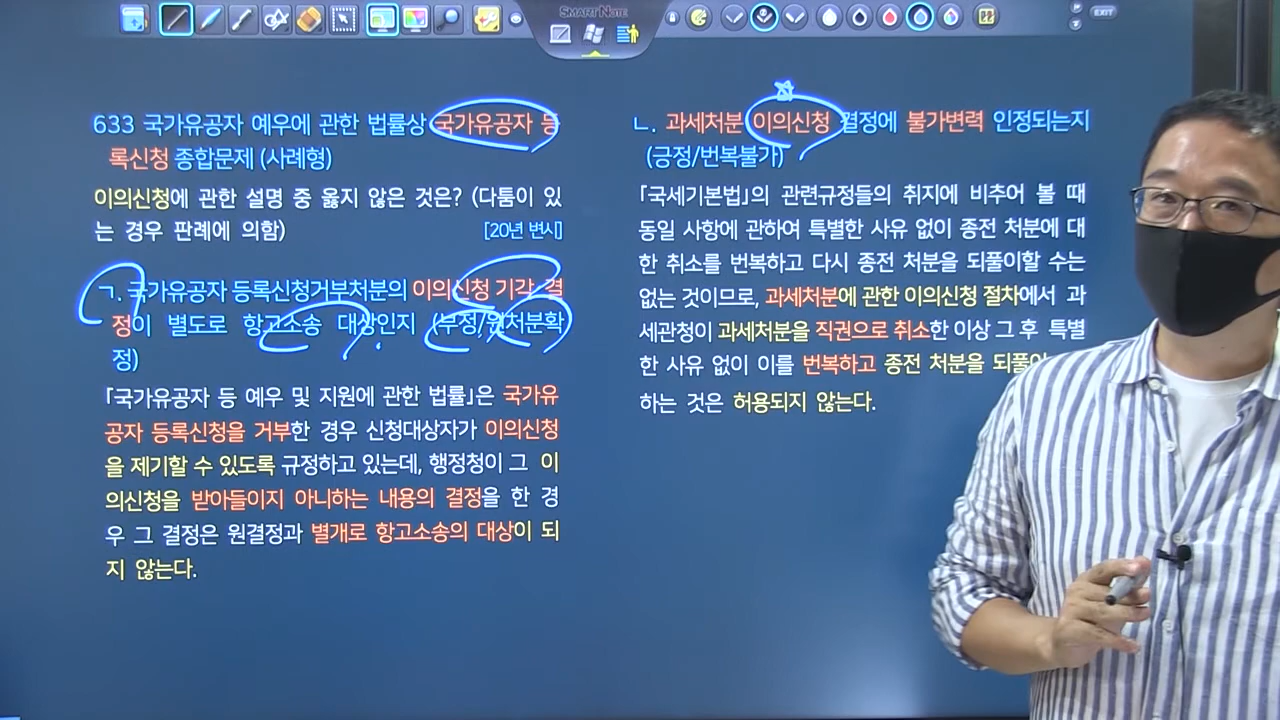 SMART NOTE
EXIT
633 국가유공자 예우에 관한 법률상 국가유공자 등
록신청 종합문제 (사례형)
이의신청에 관한 설명 중 옳지 않은 것은? (다툼이 있
는 경우 판례에 의함)
[20년 변시]
ㄱ. 국가유공자 등록신청거부처분의 이의신청 기각 결
정이 별도로 항고소송 대상인지 (부정/원처분확
정)
「국가유공자 등 예우 및 지원에 관한 법률」은 국가유
공자 등록신청을 거부한 경우 신청대상자가 이의신청
을 제기할 수 있도록 규정하고 있는데, 행정청이 그 이
의신청을 받아들이지 아니하는 내용의 결정을 한 경
우 그 결정은 원결정과 별개로 항고소송의 대상이 되
지 않는다.
ㄴ. 과세처분 이의신청 결정에 불가변력 인정되는지
(긍정/번복불가)
「국세기본법」의 관련규정들의 취지에 비추어 볼 때
동일 사항에 관하여 특별한 사유 없이 종전 처분에 대
한 취소를 번복하고 다시 종전 처분을 되풀이할 수는
없는 것이므로, 과세처분에 관한 이의신청 절차에서 과
세관청이 과세처분을 직권으로 취소한 이상 그 후 특별
한 사유 없이 이를 번복하고 종전 처분을 되풀이
하는 것은 허용되지 않는다.